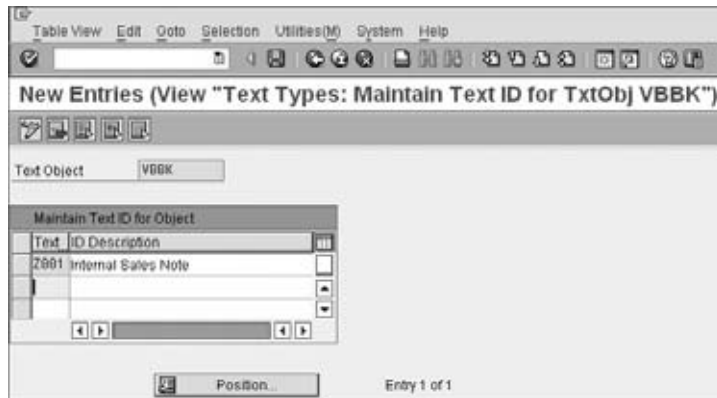 Table View Edit Goto Selection Utilities(M) System Help
New Entries (View "Text Types: Maintain Text ID for TxtObj VBBK")
Text Object VBBK
Maintain Text ID for Object
Text ID Description
Z001 Internal Sales Note
Position...
Entry 1 of 1